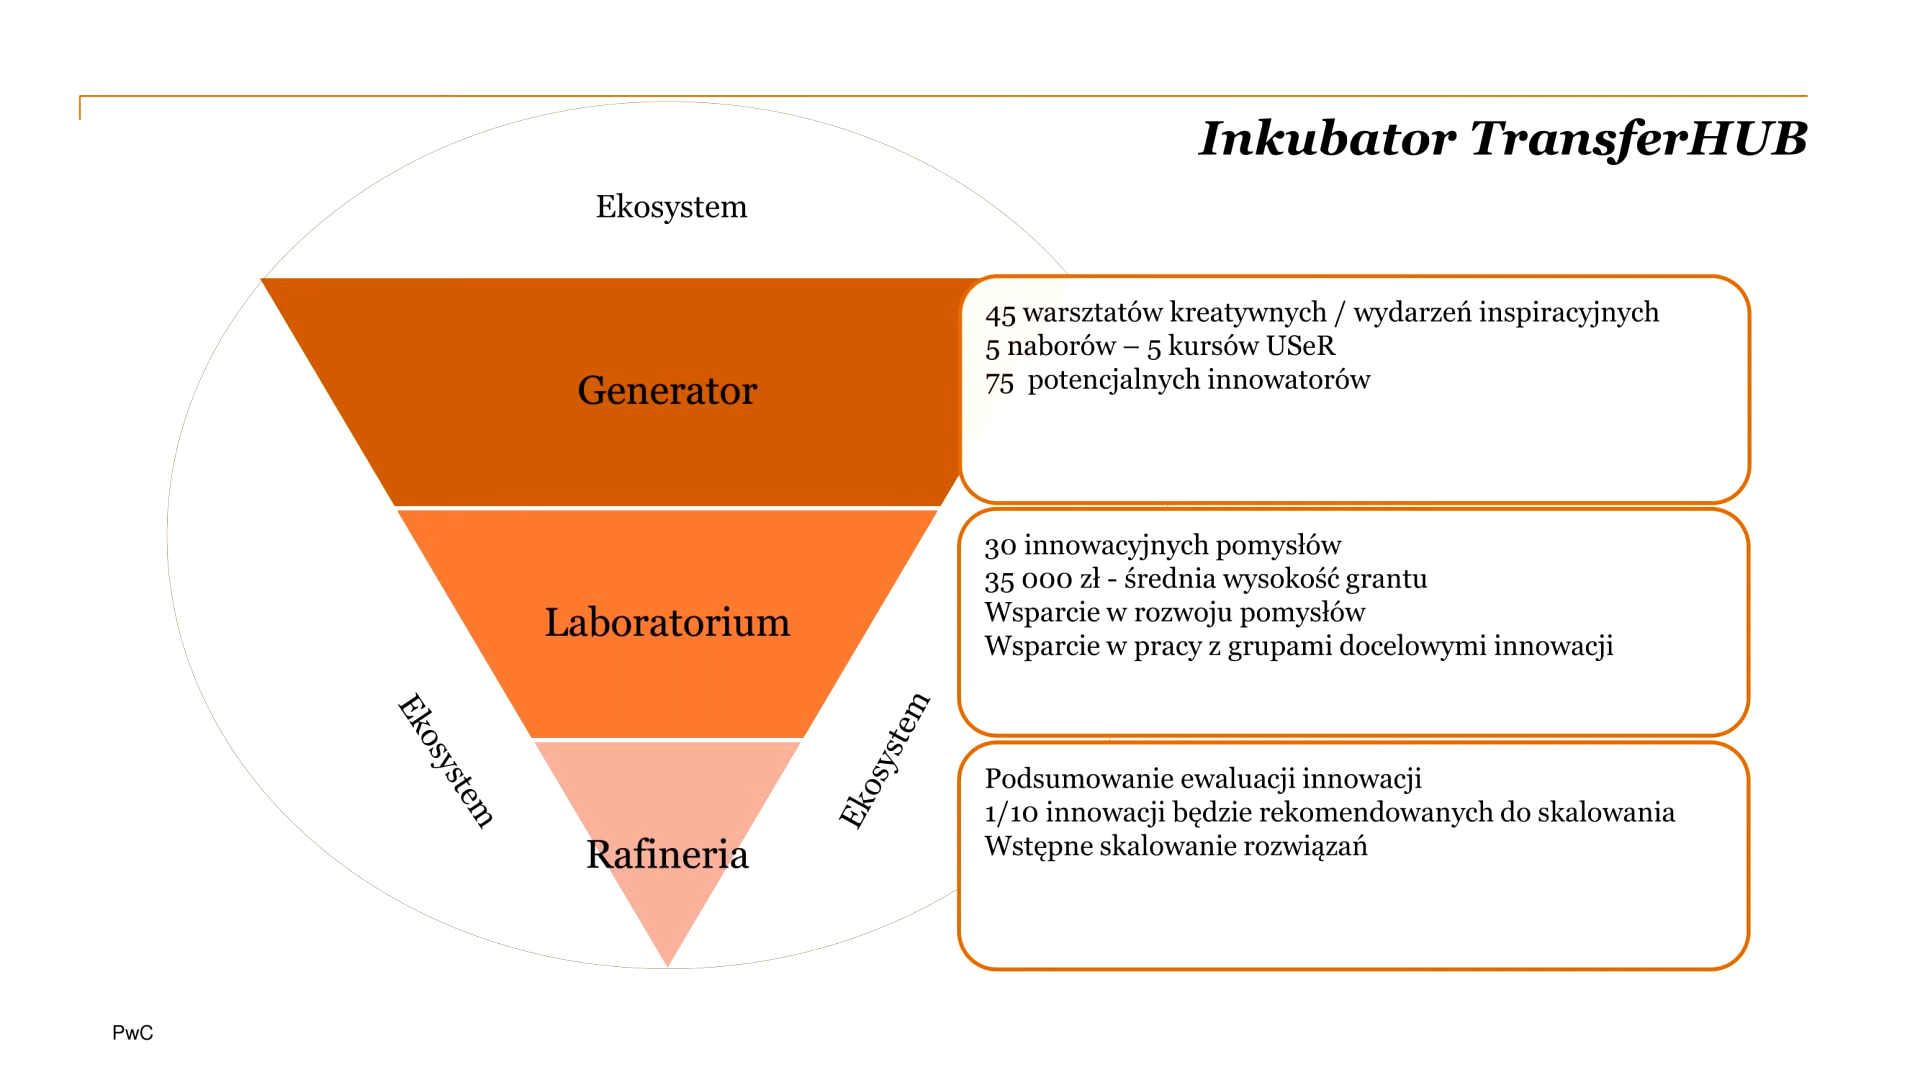 Inkubator TransferHUB
Ekosystem
Generator
45 warsztatów kreatywnych / wydarzeń inspiracyjnych
5 naborów – 5 kursów USeR
75 potencjalnych innowatorów
Laboratorium
30 innowacyjnych pomysłów
35 000 zł - średnia wysokość grantu
Wsparcie w rozwoju pomysłów
Wsparcie w pracy z grupami docelowymi innowacji
Ekosystem
Ekosystem
Rafineria
Podsumowanie ewaluacji innowacji
1/10 innowacji będzie rekomendowanych do skalowania
Wstępne skalowanie rozwiązań
PwC